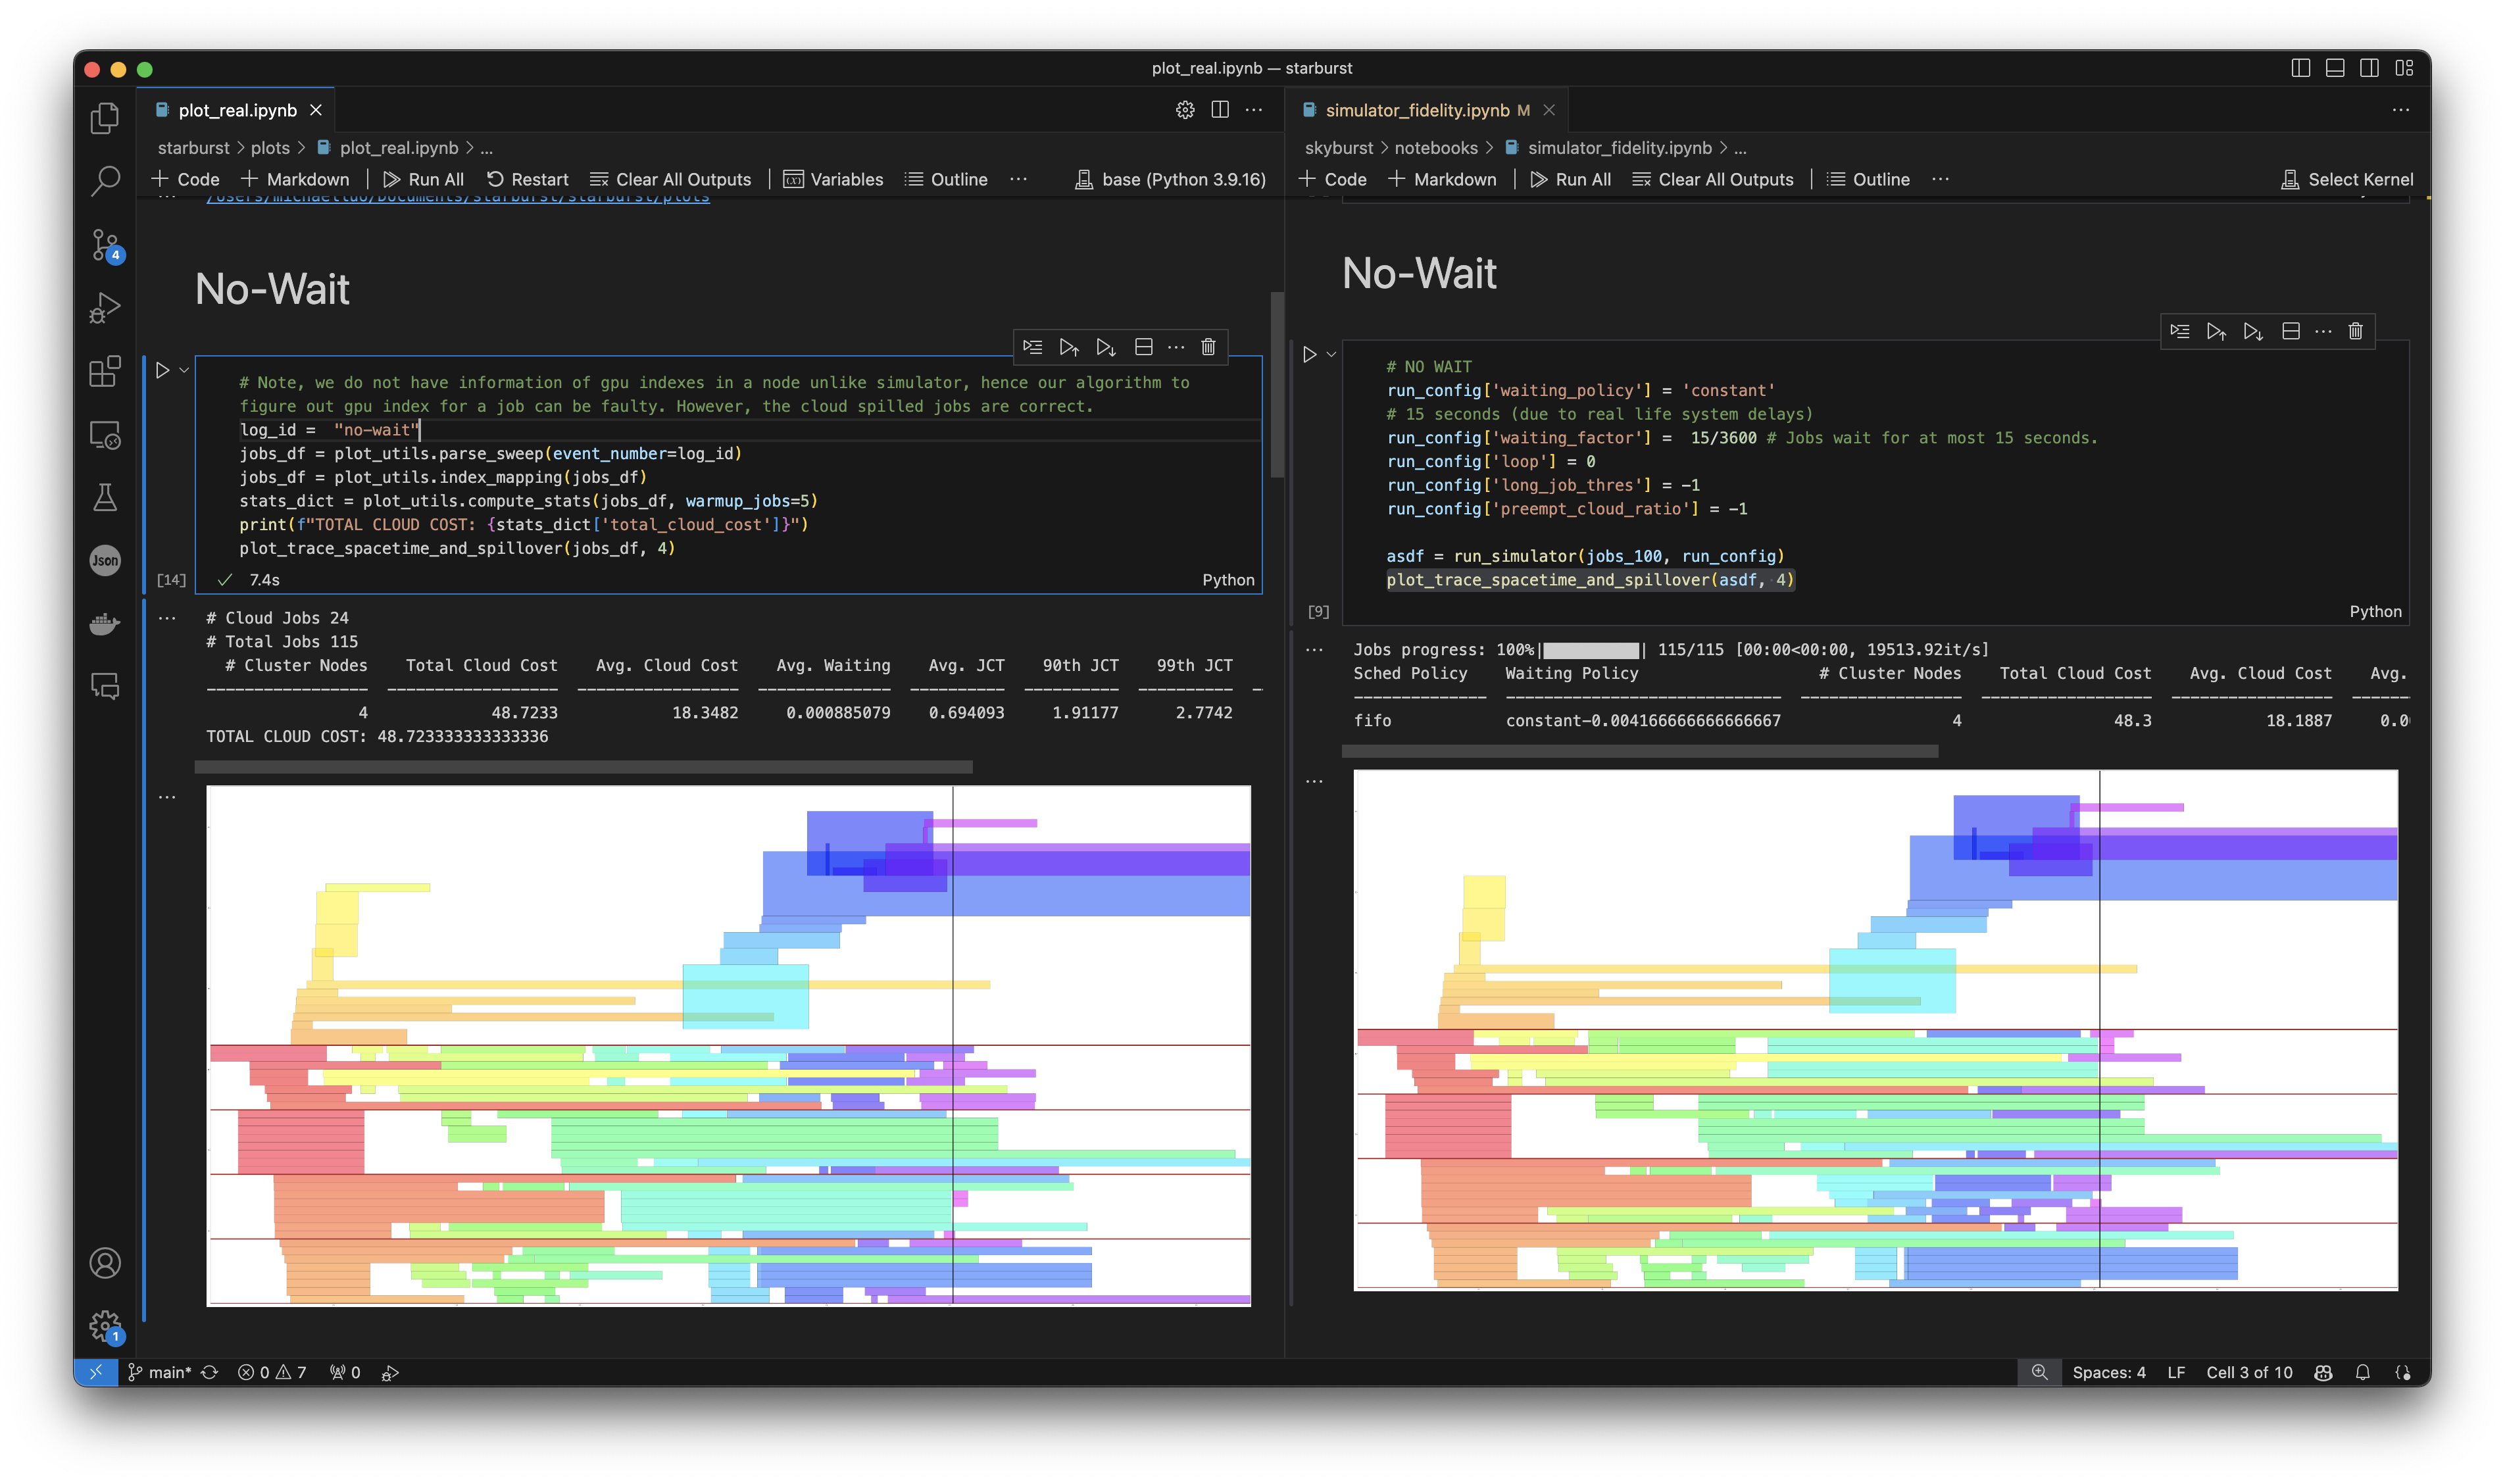 plot_real.ipynb — starburst
plot_real.ipynb
starburst > plots > plot_real.ipynb > ...
+ Code + Markdown | Run All Restart Clear All Outputs | Variables Outline ... base (Python 3.9.16)
/Users/michaelluo/Documents/starburst/starburst/plots
No-Wait
# Note, we do not have information of gpu indexes in a node unlike simulator, hence our algorithm to
figure out gpu index for a job can be faulty. However, the cloud spilled jobs are correct.
log_id =  "no-wait"
jobs_df = plot_utils.parse_sweep(event_number=log_id)
jobs_df = plot_utils.index_mapping(jobs_df)
stats_dict = plot_utils.compute_stats(jobs_df, warmup_jobs=5)
print(f"TOTAL CLOUD COST: {stats_dict['total_cloud_cost']}")
plot_trace_spacetime_and_spillover(jobs_df, 4)
[14] 7.4s Python
# Cloud Jobs 24
# Total Jobs 115
# Cluster Nodes Total Cloud Cost Avg. Cloud Cost Avg. Waiting Avg. JCT 90th JCT 99th JCT
4 48.7233 18.3482 0.000885079 0.694093 1.91177 2.7742
TOTAL CLOUD COST: 48.723333333333336
simulator_fidelity.ipynb M
skyburst > notebooks > simulator_fidelity.ipynb > ...
+ Code + Markdown | Run All Clear All Outputs | Outline ... Select Kernel
No-Wait
# NO WAIT
run_config['waiting_policy'] = 'constant'
# 15 seconds (due to real life system delays)
run_config['waiting_factor'] =  15/3600 # Jobs wait for at most 15 seconds.
run_config['loop'] = 0
run_config['long_job_thres'] = -1
run_config['preempt_cloud_ratio'] = -1
asdf = run_simulator(jobs_100, run_config)
plot_trace_spacetime_and_spillover(asdf, 4)
[9] Python
Jobs progress: 100%| | 115/115 [00:00<00:00, 19513.92it/s]
Sched Policy Waiting Policy # Cluster Nodes Total Cloud Cost Avg. Cloud Cost Avg.
fifo constant-0.004166666666666667 4 48.3 18.1887 0.0
4
Json
1
main* 0 7 0 Spaces: 4 LF Cell 3 of 10